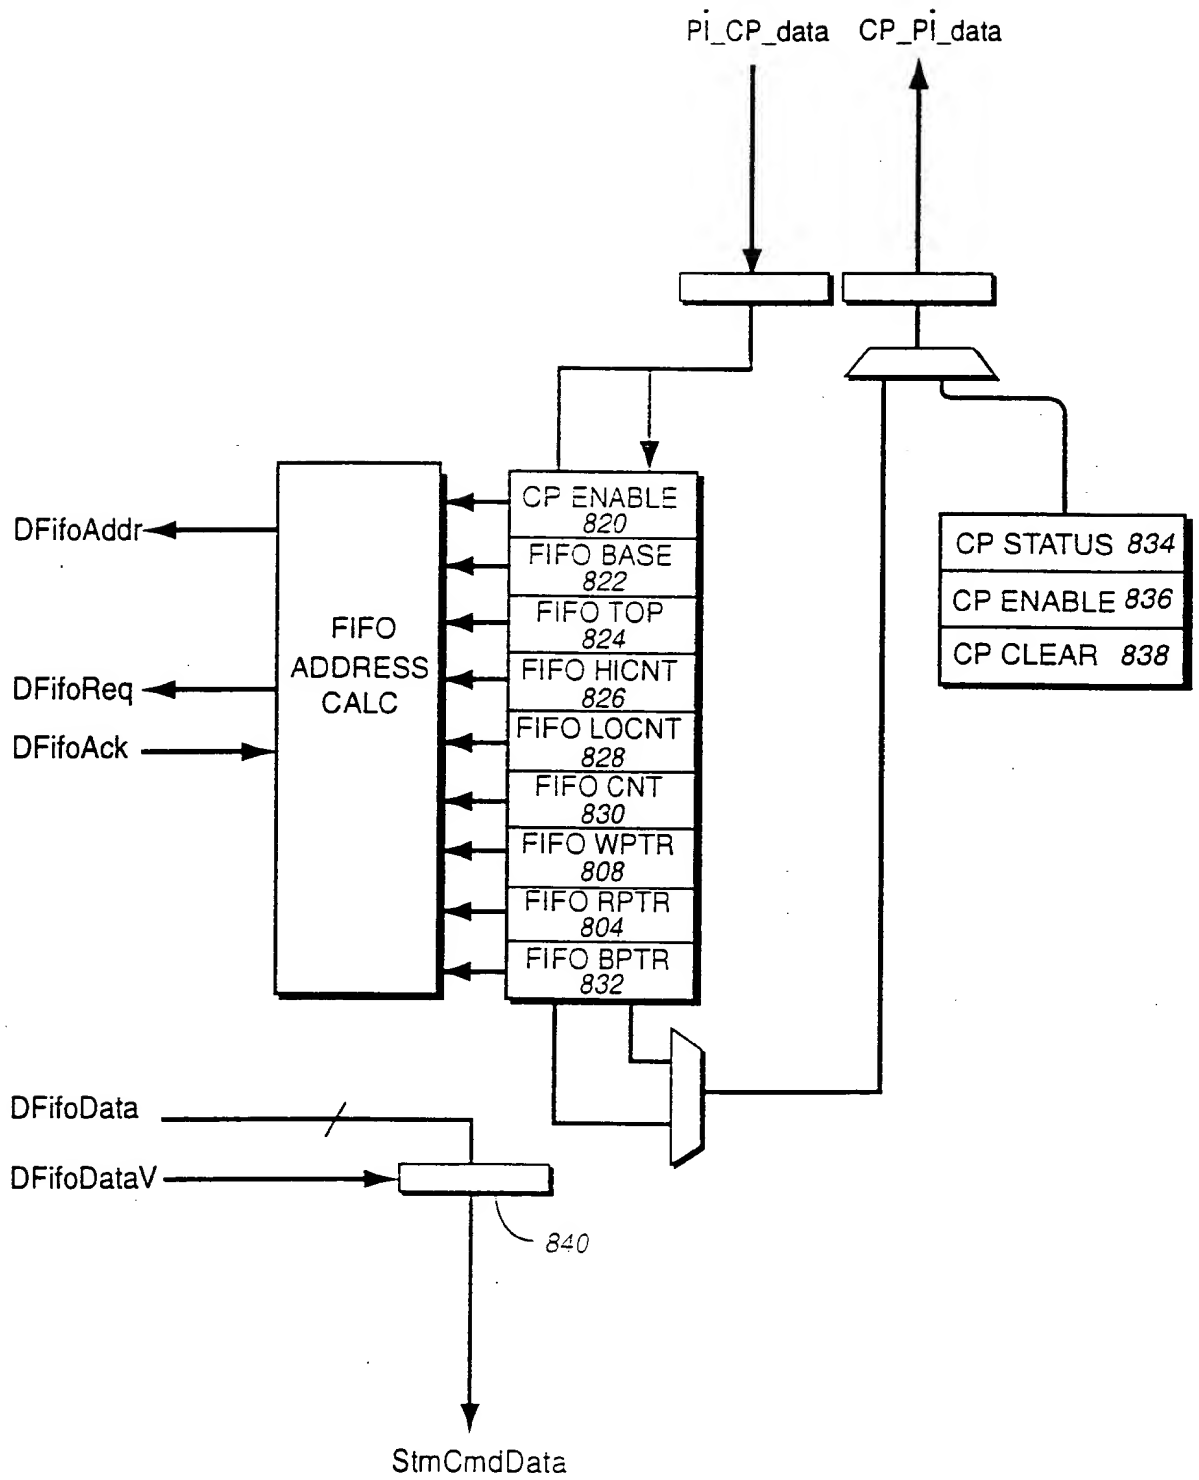 Pi_CP_data
CP_Pi_data
CP ENABLE
820
FIFO BASE
822
FIFO TOP
824
FIFO HICNT
826
FIFO LOCNT
828
FIFO CNT
830
FIFO WPTR
808
FIFO RPTR
804
FIFO BPTR
832
FIFO
ADDRESS
CALC
DFifoAddr
DFifoReq
DFifoAck
CP STATUS 834
CP ENABLE 836
CP CLEAR 838
DFifoData
DFifoDataV
840
StmCmdData